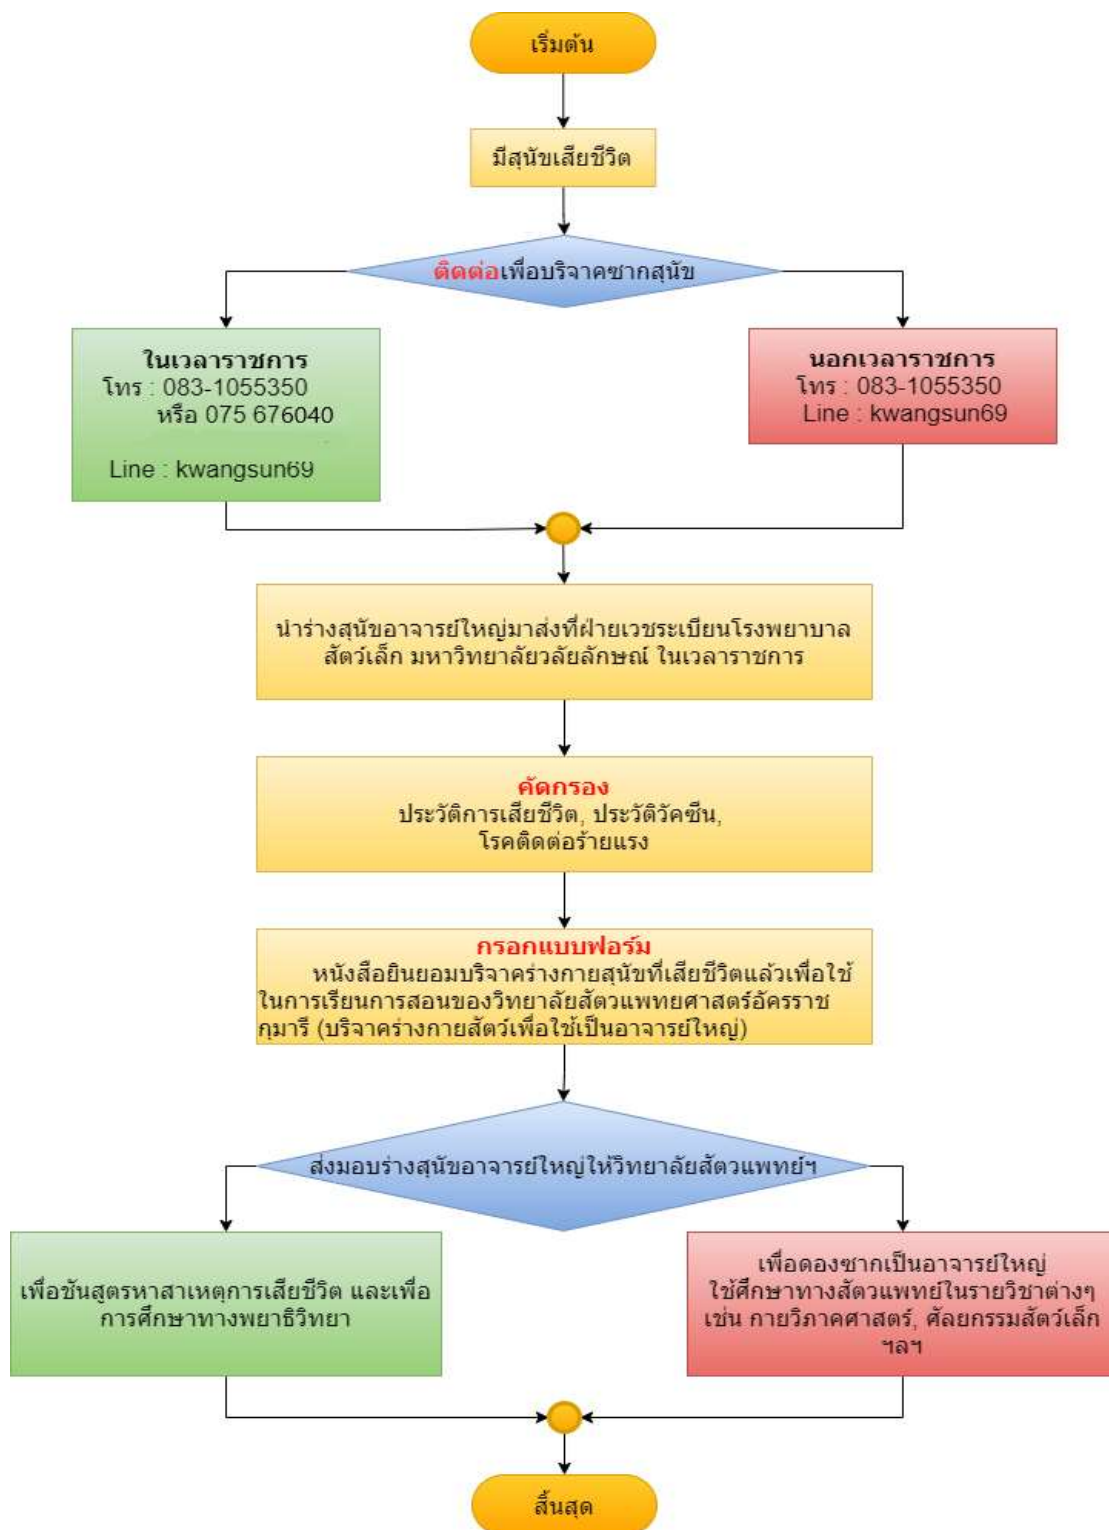 เริ่มต้น
มีสุนัขเสียชีวิต
ติดต่อเพื่อบริจาคซากสุนัข
ในเวลาราชการ
โทร : 083-1055350
หรือ 075 676040
Line : kwangsun69
นอกเวลาราชการ
โทร : 083-1055350
Line : kwangsun69
นำร่างสุนัขอาจารย์ใหญ่มาส่งที่ฝ่ายเวชระเบียนโรงพยาบาล
สัตว์เล็ก มหาวิทยาลัยวลัยลักษณ์ ในเวลาราชการ
คัดกรอง
ประวัติการเสียชีวิต, ประวัติวัคซีน,
โรคติดต่อร้ายแรง
กรอกแบบฟอร์ม
หนังสือยินยอมบริจาคร่างกายสุนัขที่เสียชีวิตแล้วเพื่อใช้
ในการเรียนการสอนของวิทยาลัยสัตวแพทยศาสตร์อัครราช
กุมารี (บริจาคร่างกายสัตว์เพื่อใช้เป็นอาจารย์ใหญ่)
ส่งมอบร่างสุนัขอาจารย์ใหญ่ให้วิทยาลัยสัตวแพทย์ฯ
เพื่อชันสูตรหาสาเหตุการเสียชีวิต และเพื่อ
การศึกษาทางพยาธิวิทยา
เพื่อดองซากเป็นอาจารย์ใหญ่
ใช้ศึกษาทางสัตวแพทย์ในรายวิชาต่างๆ
เช่น กายวิภาคศาสตร์, ศัลยกรรมสัตว์เล็ก
ฯลฯ
สิ้นสุด